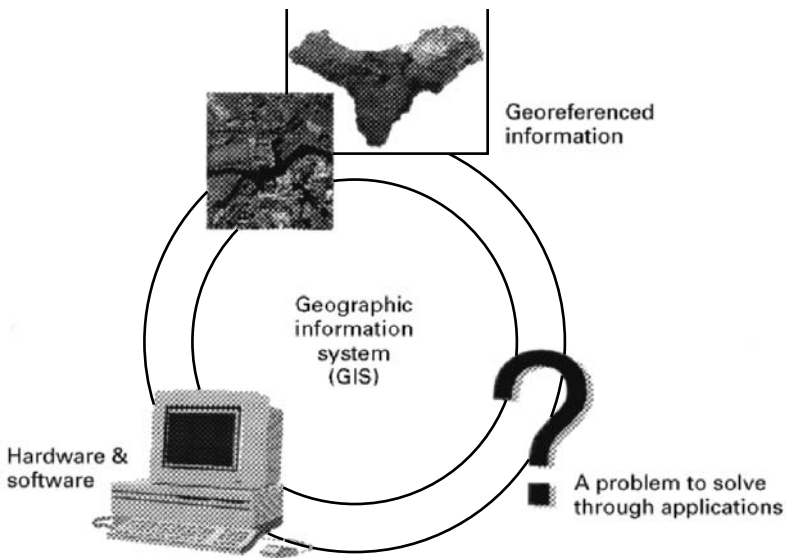 Georeferenced
information
Geographic
information
system
(GIS)
Hardware &
software
A problem to solve
through applications